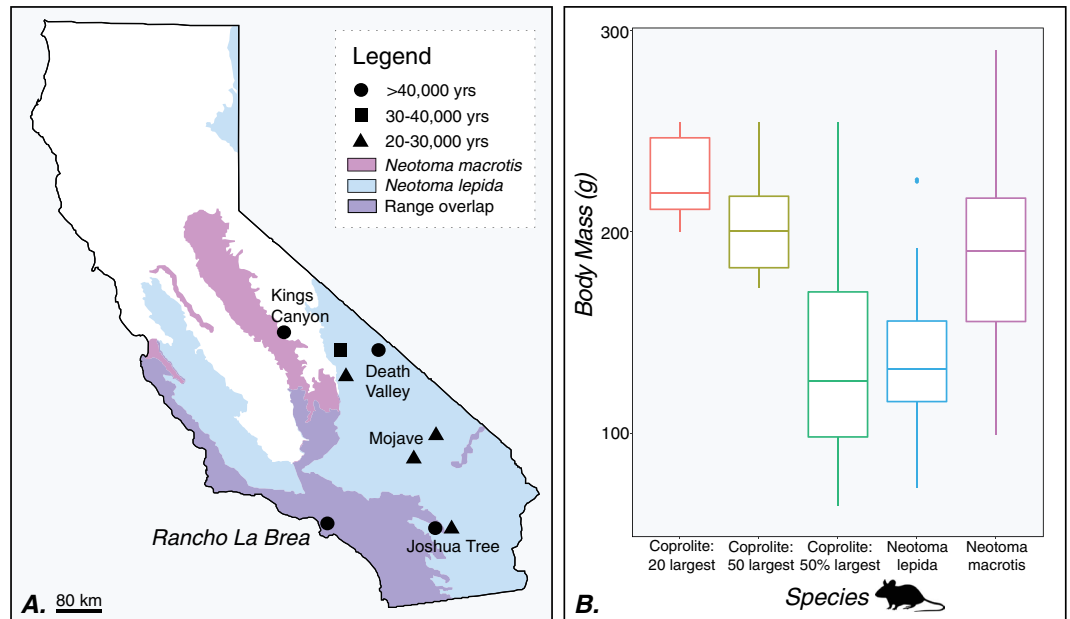 Legend
>40,000 yrs
30-40,000 yrs
20-30,000 yrs
Neotoma macrotis
Neotoma lepida
Range overlap
Kings
Canyon
Death
Valley
Mojave
Rancho La Brea
Joshua Tree
A. 80 km
Body Mass (g)
300
200
100
Coprolite:
20 largest
Coprolite:
50 largest
Coprolite:
50% largest
Neotoma
lepida
Neotoma
macrotis
Species
B.